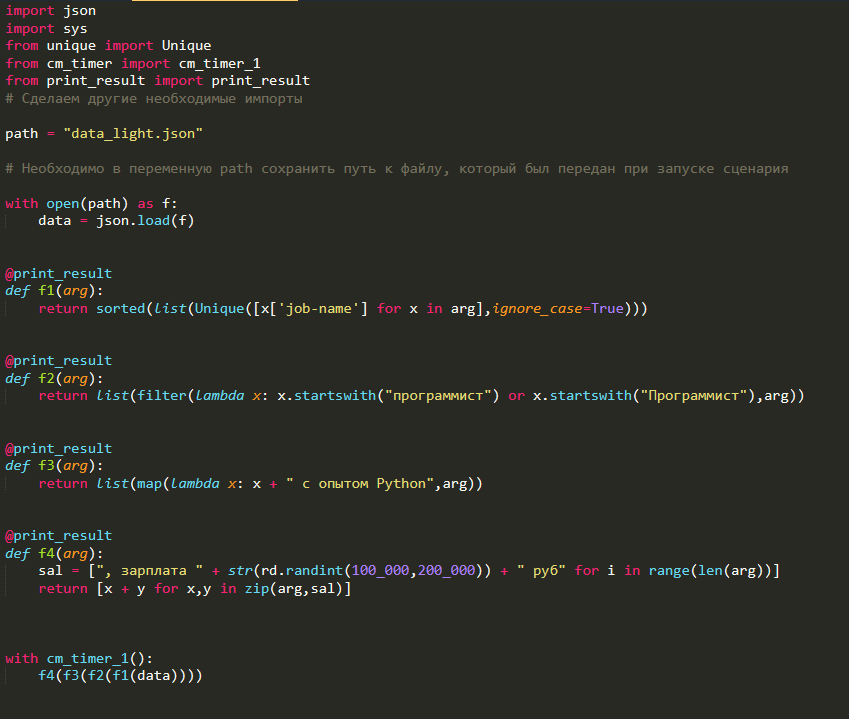 import json
import sys
from unique import Unique
from cm_timer import cm_timer_1
from print_result import print_result
# Сделаем другие необходимые импорты
path = "data_light.json"
# Необходимо в переменную path сохранить путь к файлу, который был передан при запуске сценария
with open(path) as f:
    data = json.load(f)
@print_result
def f1(arg):
    return sorted(list(Unique([x['job-name'] for x in arg],ignore_case=True)))
@print_result
def f2(arg):
    return list(filter(lambda x: x.startswith("программист") or x.startswith("Программист"),arg))
@print_result
def f3(arg):
    return list(map(lambda x: x + " с опытом Python",arg))
@print_result
def f4(arg):
    sal = [", зарплата " + str(rd.randint(100_000,200_000)) + " руб" for i in range(len(arg))]
    return [x + y for x,y in zip(arg,sal)]
with cm_timer_1():
    f4(f3(f2(f1(data))))